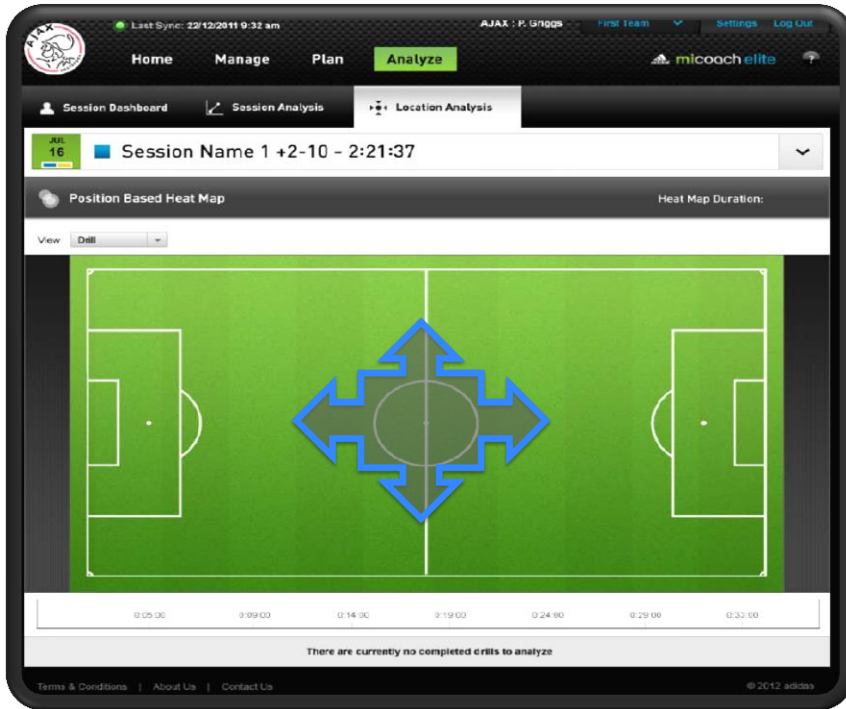 AJAX
Last Sync: 22/12/2011 9:32 am
AJAX : P. Griggs
First Team
Settings Log Out
Home Manage Plan Analyze
micoach elite ?
Session Dashboard Session Analysis Location Analysis
JUL
16
Session Name 1 +2-10 - 2:21:37
Position Based Heat Map Heat Map Duration:
View Drill
0:05:00 0:09:00 0:14:00 0:19:00 0:24:00 0:29:00 0:33:00
There are currently no completed drills to analyze
Terms & Conditions | About Us | Contact Us © 2012 adidas